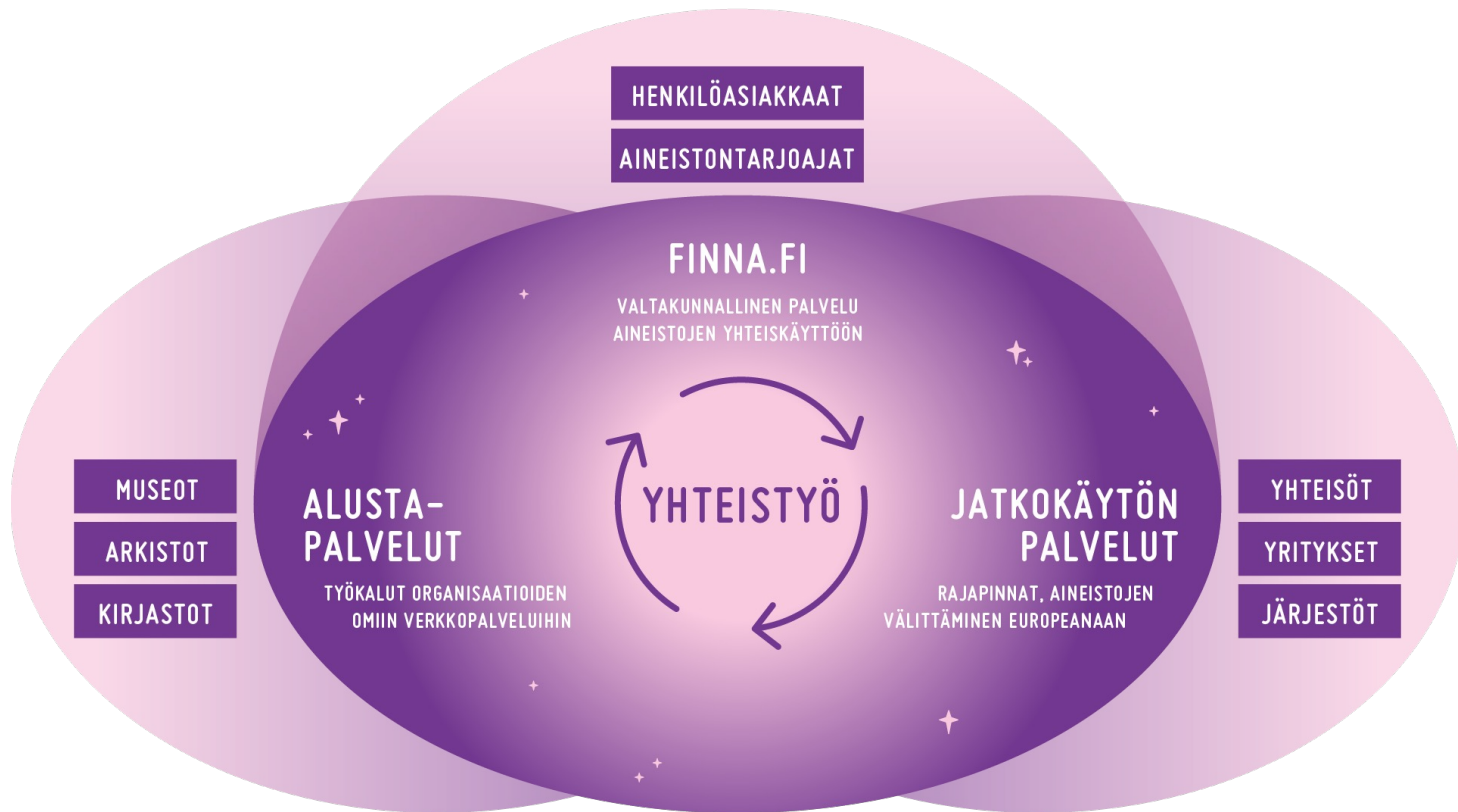 HENKILÖASIAKKAAT
AINEISTONTARJOAJAT
FINNA.FI
VALTAKUNNALLINEN PALVELU
AINEISTOJEN YHTEISKÄYTTÖÖN
MUSEOT
ARKISTOT
KIRJASTOT
ALUSTA-
PALVELUT
TYÖKALUT ORGANISAATIOIDEN
OMIIN VERKKOPALVELUIHIN
YHTEISTYÖ
JATKOKÄYTÖN
PALVELUT
RAJAPINNAT, AINEISTOJEN
VÄLITTÄMINEN EUROPEANAAN
YHTEISÖT
YRITYKSET
JÄRJESTÖT